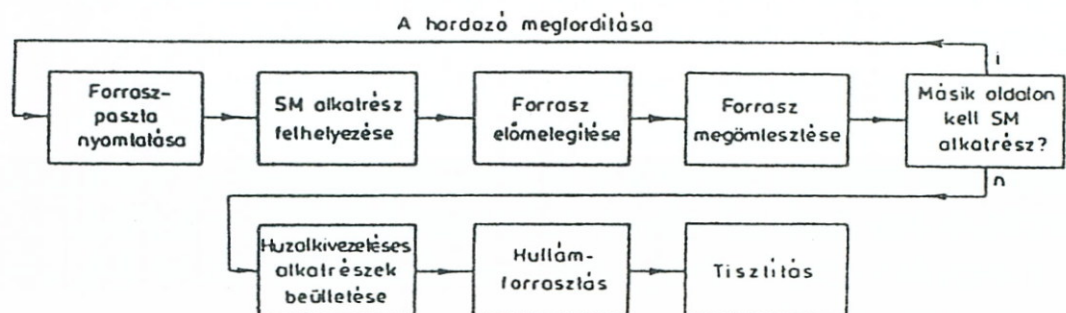 A hordozó megfordítása
i
Forrasz-
paszta
nyomtatása
SM alkatrész
felhelyezése
Forrasz
előmelegítése
Forrasz
megömlesztése
Másik oldalon
kell SM
alkatrész?
n
Huzalkivezetéses
alkatrészek
beültetése
Hullám-
forrasztás
Tisztítás